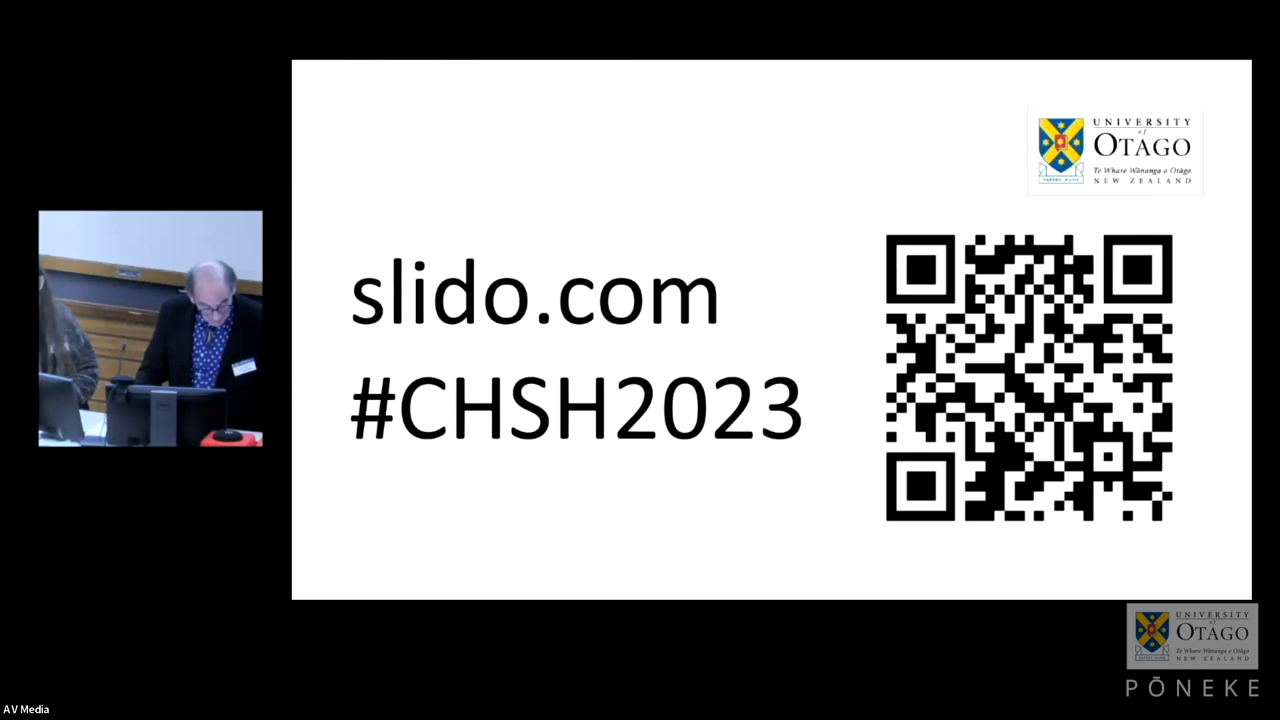 UNIVERSITY
of
OTAGO
Te Whare Wānanga o Otāgo
NEW ZEALAND
slido.com
#CHSH2023
UNIVERSITY
of
OTAGO
Te Whare Wānanga o Otāgo
NEW ZEALAND
PŌNEKE
AV Media